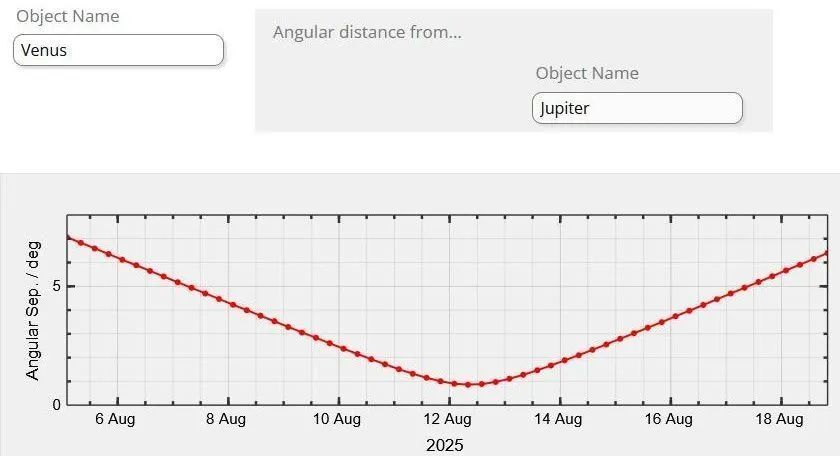 Object Name
Venus
Angular distance from...
Object Name
Jupiter
Angular Sep. / deg
5
0
6 Aug 8 Aug 10 Aug 12 Aug 14 Aug 16 Aug 18 Aug
2025